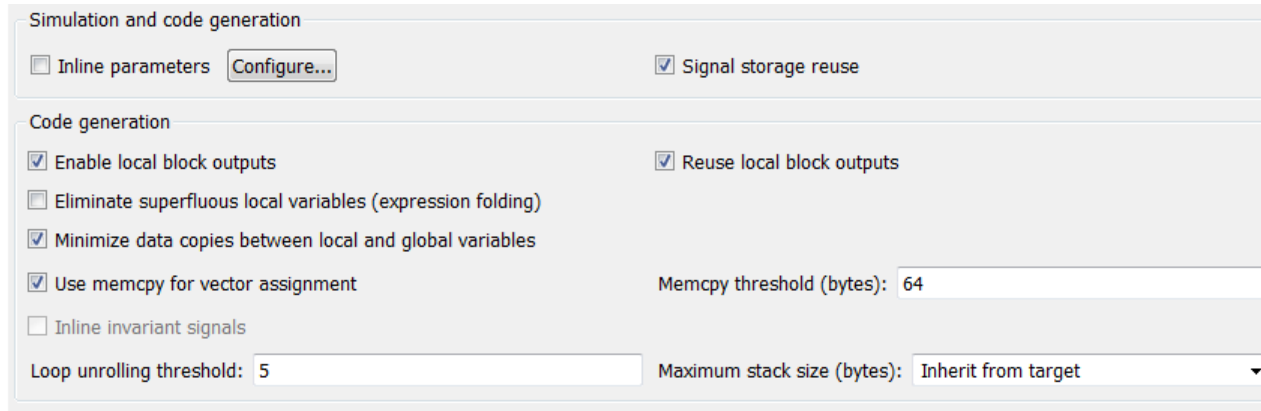 Simulation and code generation
Inline parameters Configure... Signal storage reuse
Code generation
Enable local block outputs Reuse local block outputs
Eliminate superfluous local variables (expression folding)
Minimize data copies between local and global variables
Use memcpy for vector assignment Memcpy threshold (bytes): 64
Inline invariant signals
Loop unrolling threshold: 5 Maximum stack size (bytes): Inherit from target